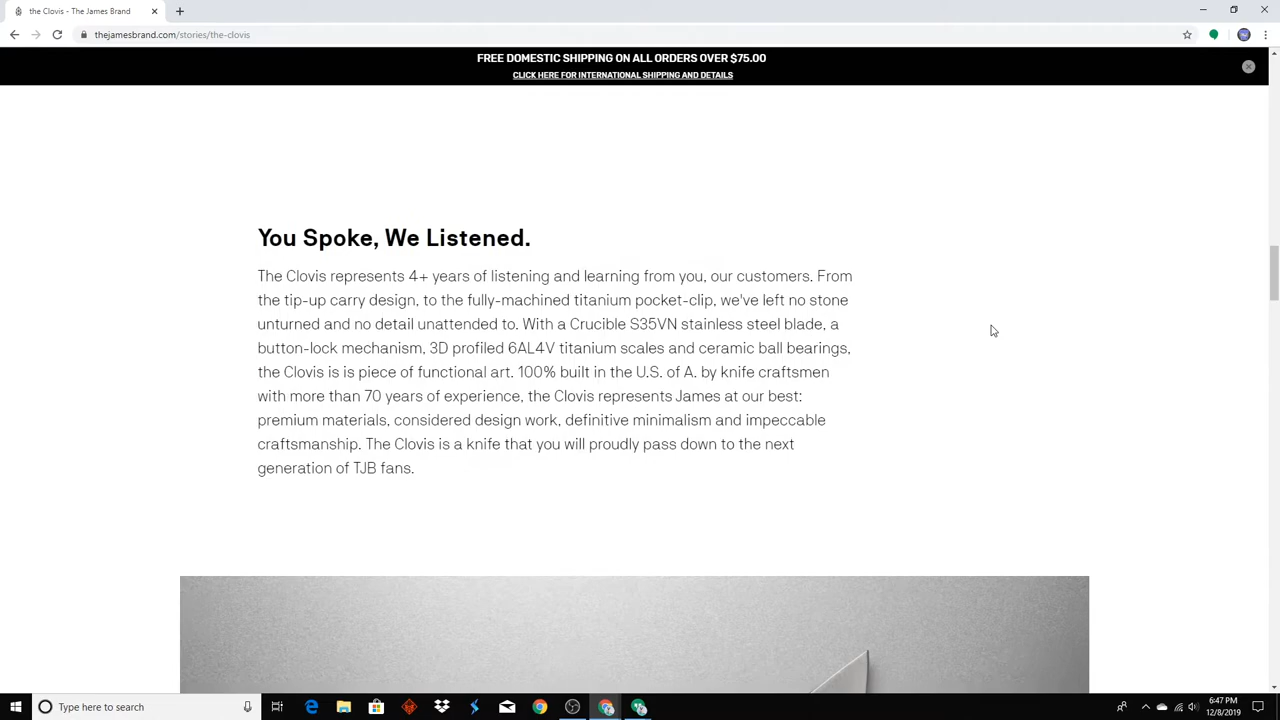 the Clovis - The James Brand
thejamesbrand.com/stories/the-clovis
FREE DOMESTIC SHIPPING ON ALL ORDERS OVER $75.00
CLICK HERE FOR INTERNATIONAL SHIPPING AND DETAILS
You Spoke, We Listened.
The Clovis represents 4+ years of listening and learning from you, our customers. From
the tip-up carry design, to the fully-machined titanium pocket-clip, we've left no stone
unturned and no detail unattended to. With a Crucible S35VN stainless steel blade, a
button-lock mechanism, 3D profiled 6AL4V titanium scales and ceramic ball bearings,
the Clovis is is piece of functional art. 100% built in the U.S. of A. by knife craftsmen
with more than 70 years of experience, the Clovis represents James at our best:
premium materials, considered design work, definitive minimalism and impeccable
craftsmanship. The Clovis is a knife that you will proudly pass down to the next
generation of TJB fans.
Type here to search
6:47 PM
12/8/2019